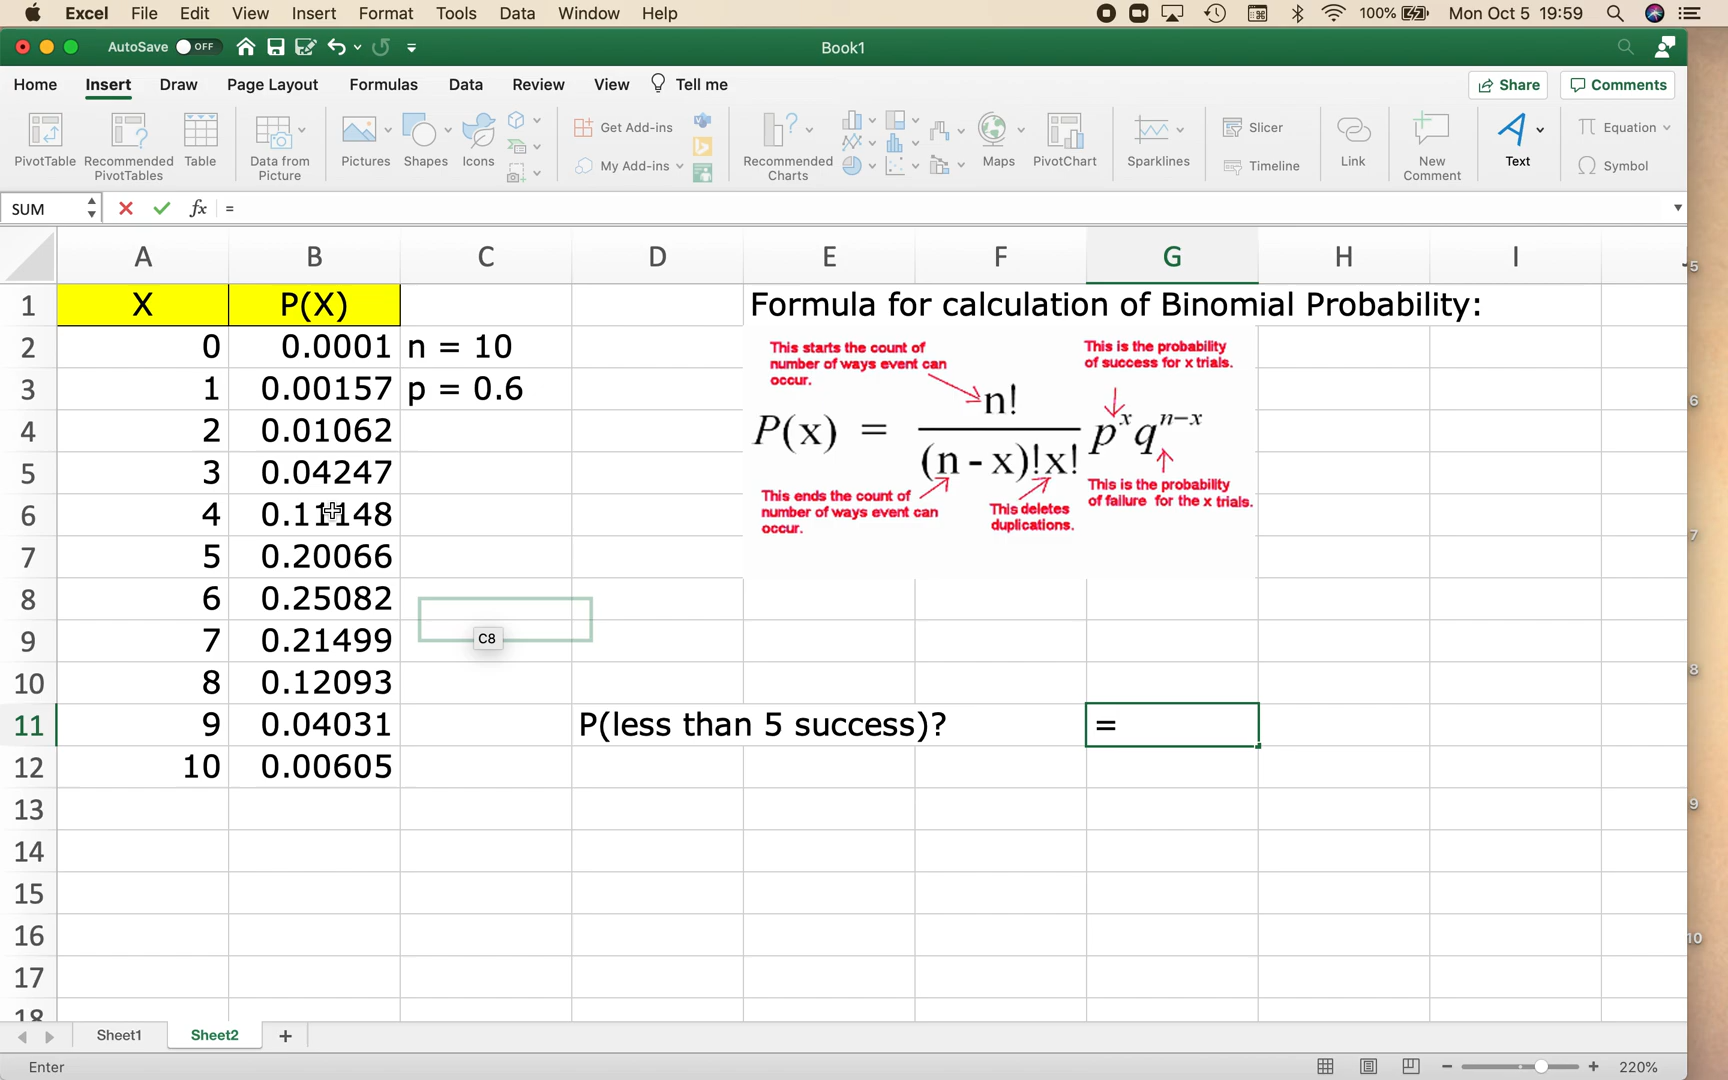 Excel File Edit View Insert Format Tools Data Window Help 100% Mon Oct 5 19:59
AutoSave OFF Book1
Home Insert Draw Page Layout Formulas Data Review View Tell me Share Comments
PivotTable Recommended PivotTables Table Data from Picture Pictures Shapes Icons Get Add-ins My Add-ins Recommended Charts Maps PivotChart Sparklines Slicer Timeline Link New Comment Text Equation Symbol
SUM fx =
A B C D E F G H I
1 X P(X) Formula for calculation of Binomial Probability:
2 0 0.0001 n = 10
3 1 0.00157 p = 0.6
4 2 0.01062
5 3 0.04247
6 4 0.11148
7 5 0.20066
8 6 0.25082
9 7 0.21499
10 8 0.12093
11 9 0.04031 P(less than 5 success)? =
12 10 0.00605
13
14
15
16
17
18
This starts the count of
number of ways event can
occur.
This is the probability
of success for x trials.
P(x) = n! / (n - x)!x! p^x q^n-x
This ends the count of
number of ways event can
occur.
This deletes
duplications.
This is the probability
of failure for the x trials.
C8
5
6
7
8
9
10
Sheet1 Sheet2 +
Enter 220%